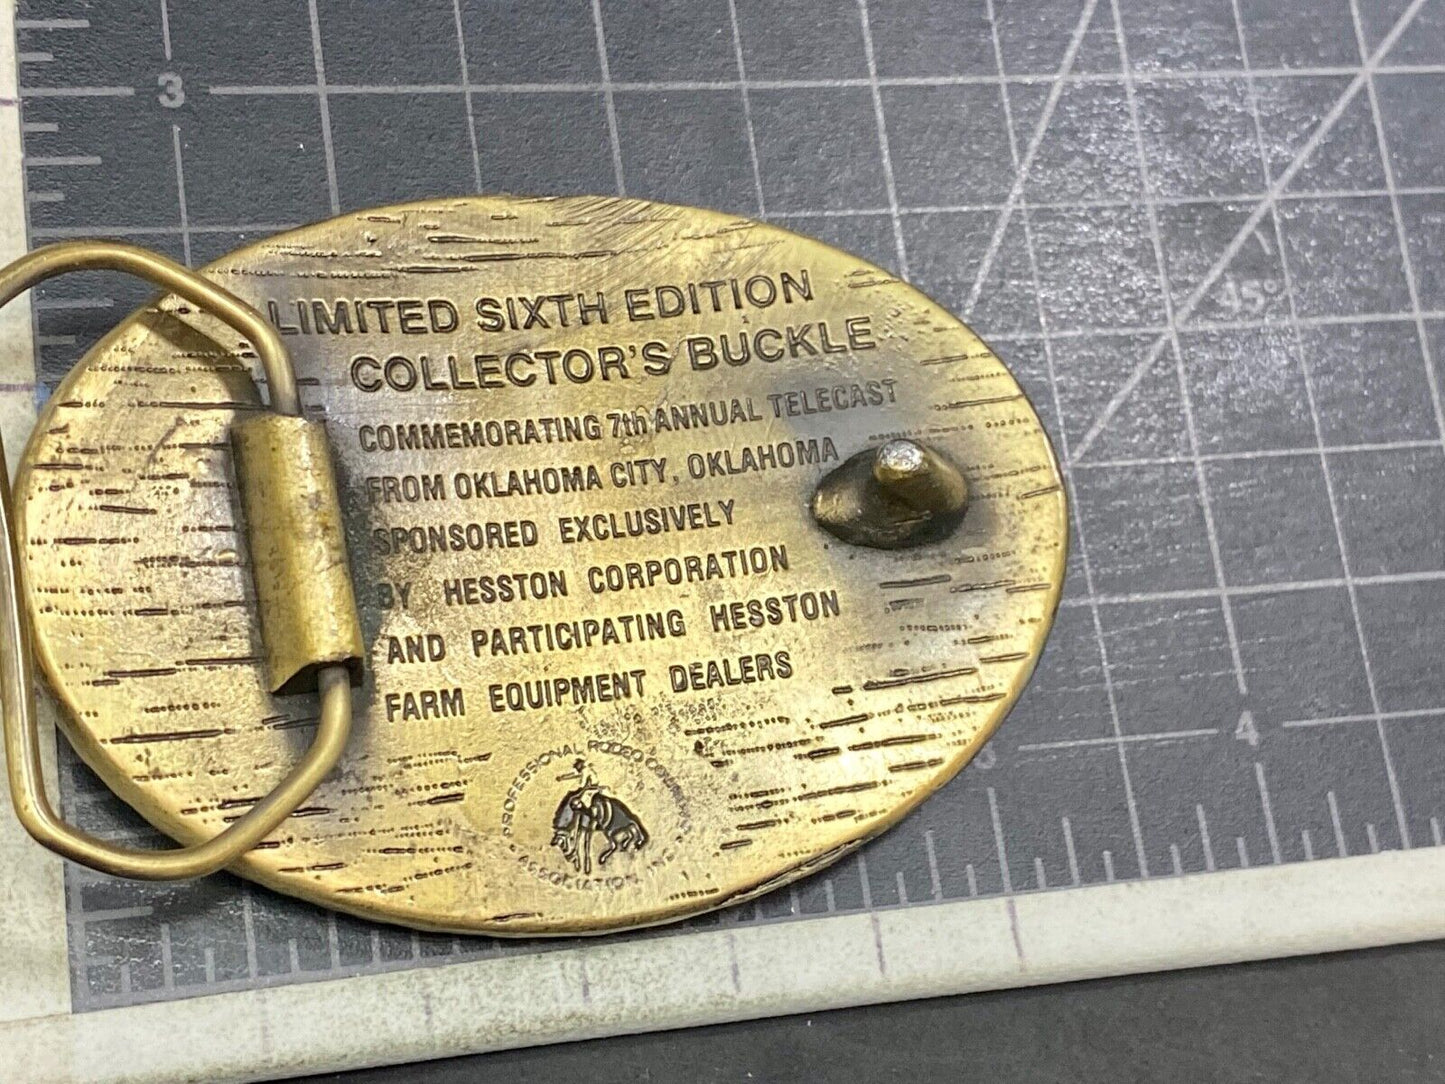 3
LIMITED SIXTH EDITION
COLLECTOR'S BUCKLE
COMMEMORATING 7th ANNUAL TELECAST
FROM OKLAHOMA CITY, OKLAHOMA
SPONSORED EXCLUSIVELY
BY HESSTON CORPORATION
AND PARTICIPATING HESSTON
FARM EQUIPMENT DEALERS
PROFESSIONAL RODEO COWBOYS
ASSOCIATION, INC.
45°
4
3